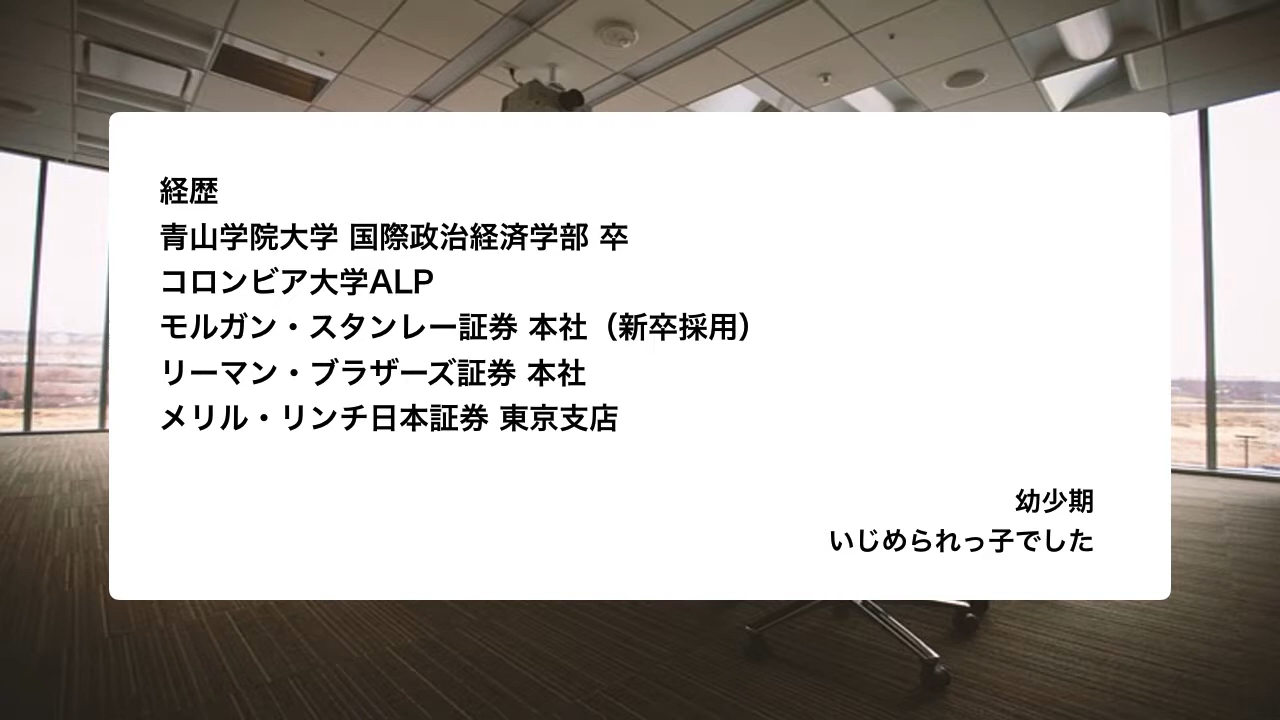 経歴
青山学院大学 国際政治経済学部 卒
コロンビア大学ALP
モルガン・スタンレー証券 本社（新卒採用）
リーマン・ブラザーズ証券 本社
メリル・リンチ日本証券 東京支店
幼少期
いじめられっ子でした